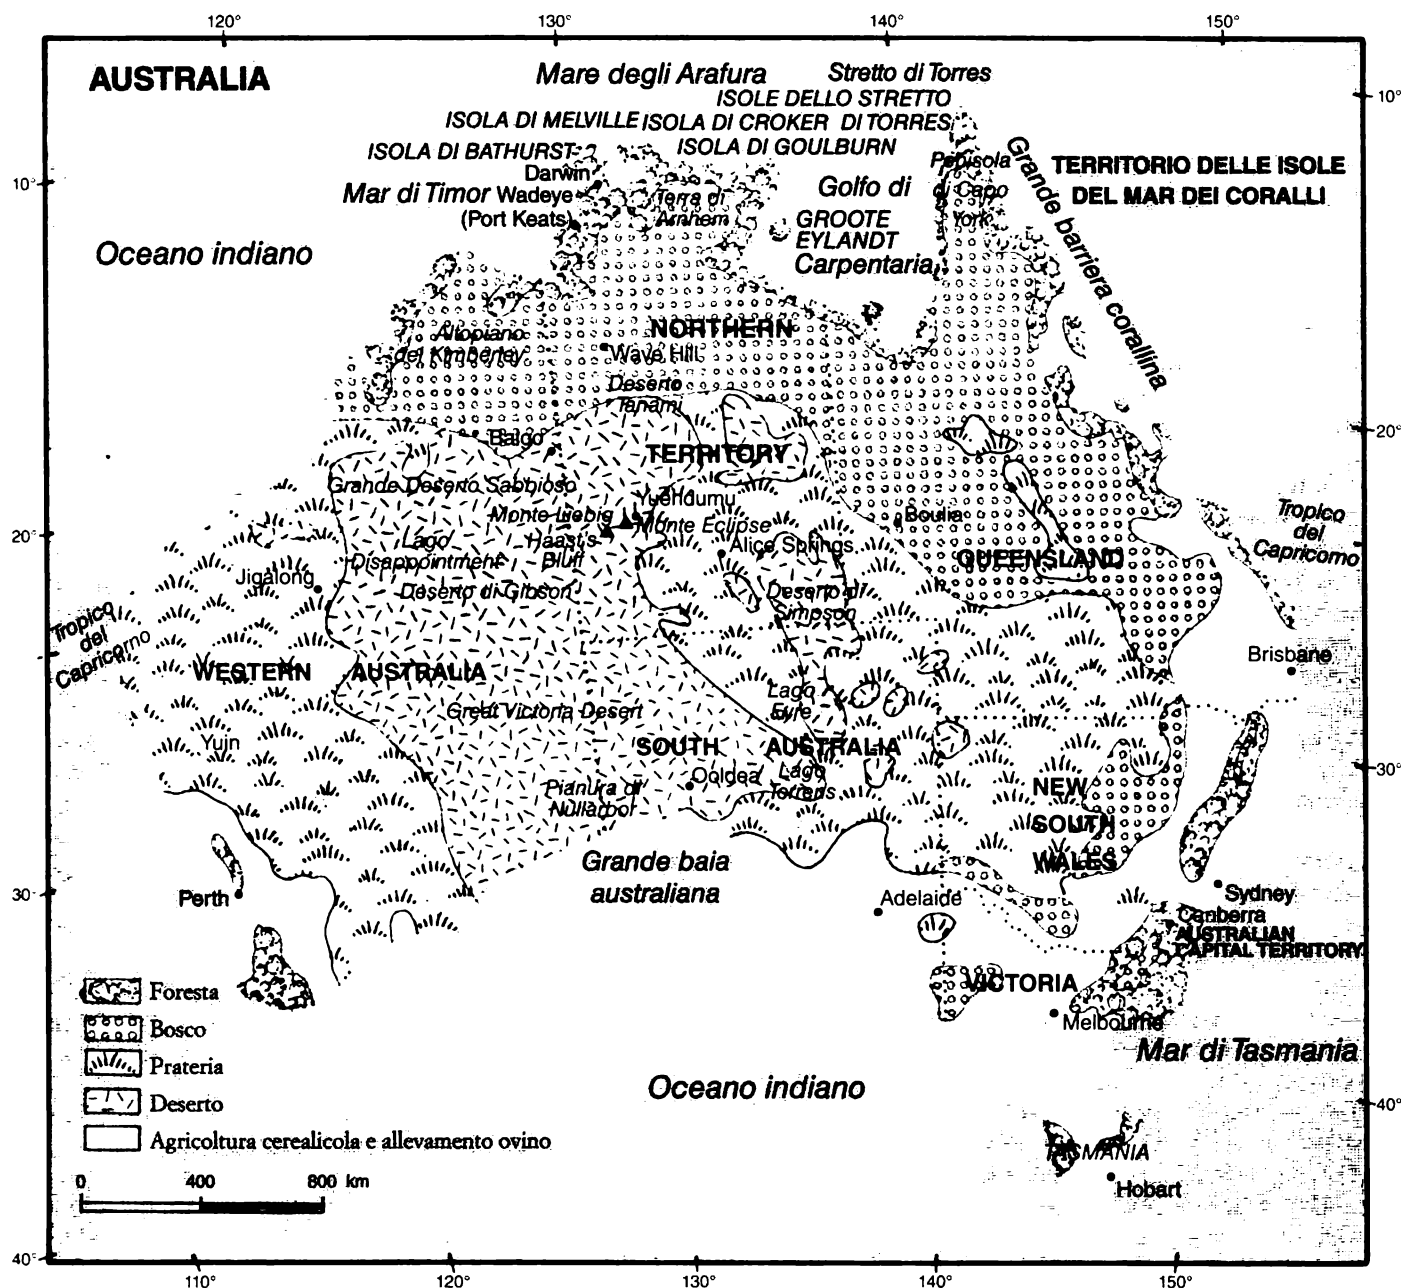 120°
130°
140°
150°
AUSTRALIA
Mare degli Arafura
Stretto di Torres
10°
ISOLE DELLO STRETTO
DI TORRES
ISOLA DI MELVILLE
ISOLA DI CROKER
ISOLA DI BATHURST
ISOLA DI GOULBURN
Darwin
Penisola
di Capo
York
Grande barriera corallina
TERRITORIO DELLE ISOLE
DEL MAR DEI CORALLI
10°
Mar di Timor
Wadeye
(Port Keats)
Terra di
Arnhem
Golfo di
Carpentaria
GROOTE
EYLANDT
Oceano indiano
Altopiano
del Kimberley
NORTHERN
TERRITORY
Wave Hill
Deserto
Tanami
20°
Balgo
Grande Deserto Sabbioso
Yuendumu
Monte Liebig
Monte Eclipse
Boulia
Tropico
del
Capricorno
20°
Lago
Disappointment
Haast's
Bluff
Alice Springs
QUEENSLAND
Jigalong
Deserto di Gibson
Deserto di
Simpson
Tropico
del
Capricorno
Brisbane
WESTERN AUSTRALIA
Lago
Eyre
Great Victoria Desert
Yuin
SOUTH AUSTRALIA
30°
Ooldea
Lago
Torrens
Pianura di
Nullarbor
NEW
SOUTH
WALES
Grande baia
australiana
30°
Perth
Adelaide
Sydney
Canberra
AUSTRALIAN
CAPITAL TERRITORY
VICTORIA
Melbourne
Mar di Tasmania
Foresta
Bosco
Prateria
Deserto
Agricoltura cerealicola e allevamento ovino
Oceano indiano
40°
TASMANIA
Hobart
0 400 800 km
40°
110°
120°
130°
140°
150°